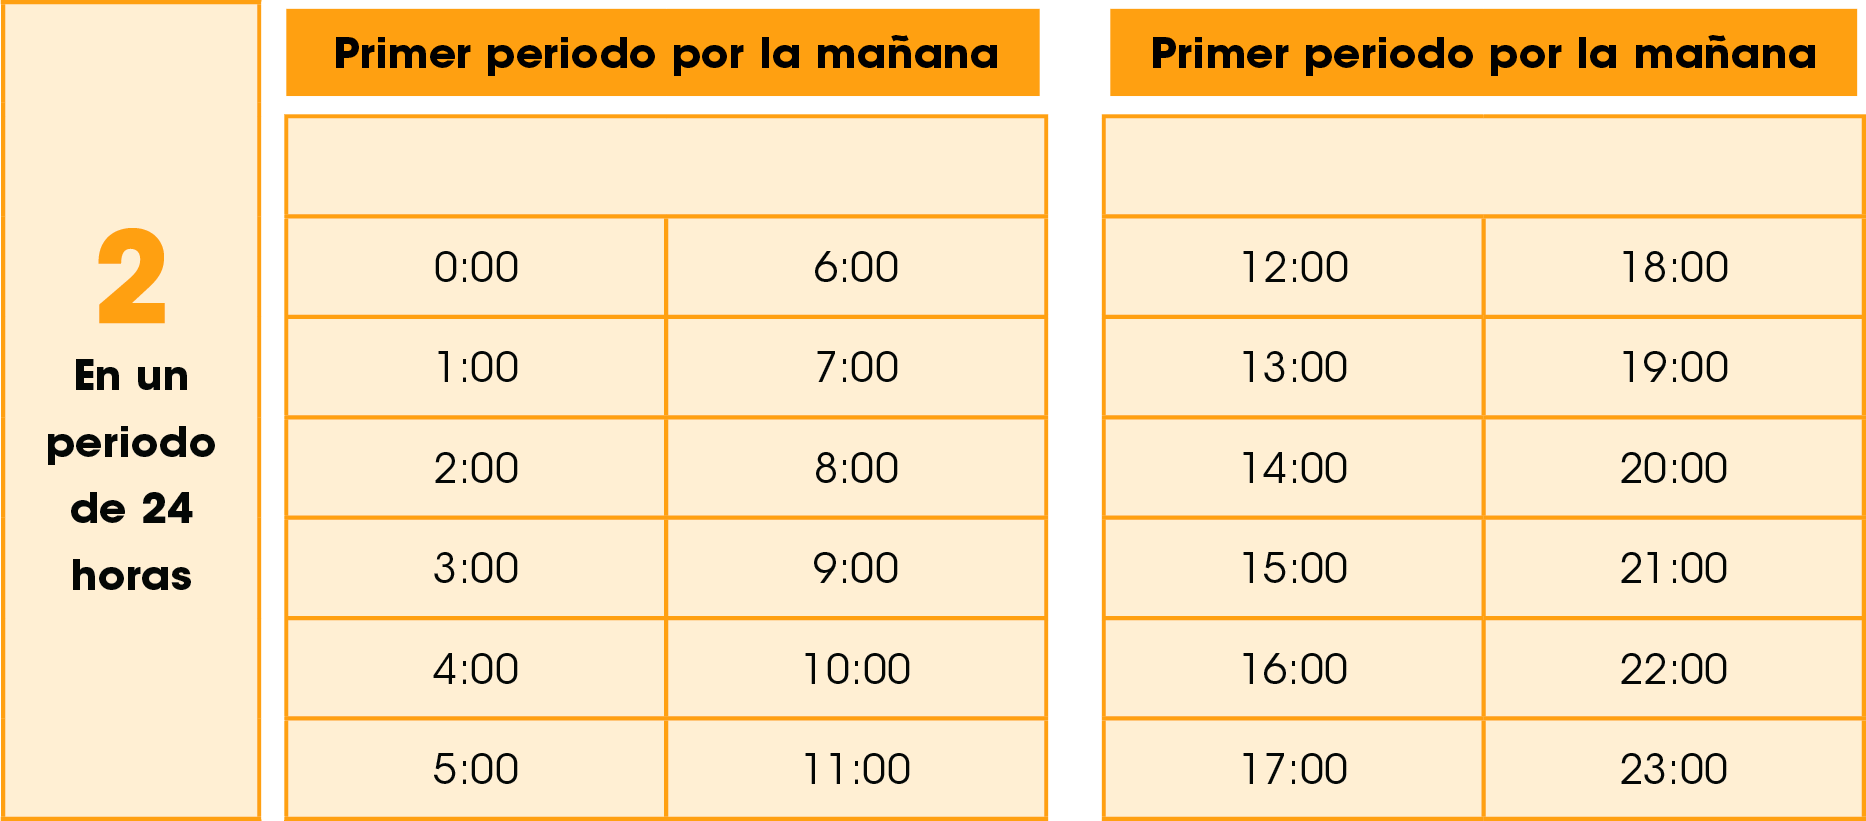 2
En un
periodo
de 24
horas
Primer periodo por la mañana
0:00 6:00
1:00 7:00
2:00 8:00
3:00 9:00
4:00 10:00
5:00 11:00
Primer periodo por la mañana
12:00 18:00
13:00 19:00
14:00 20:00
15:00 21:00
16:00 22:00
17:00 23:00